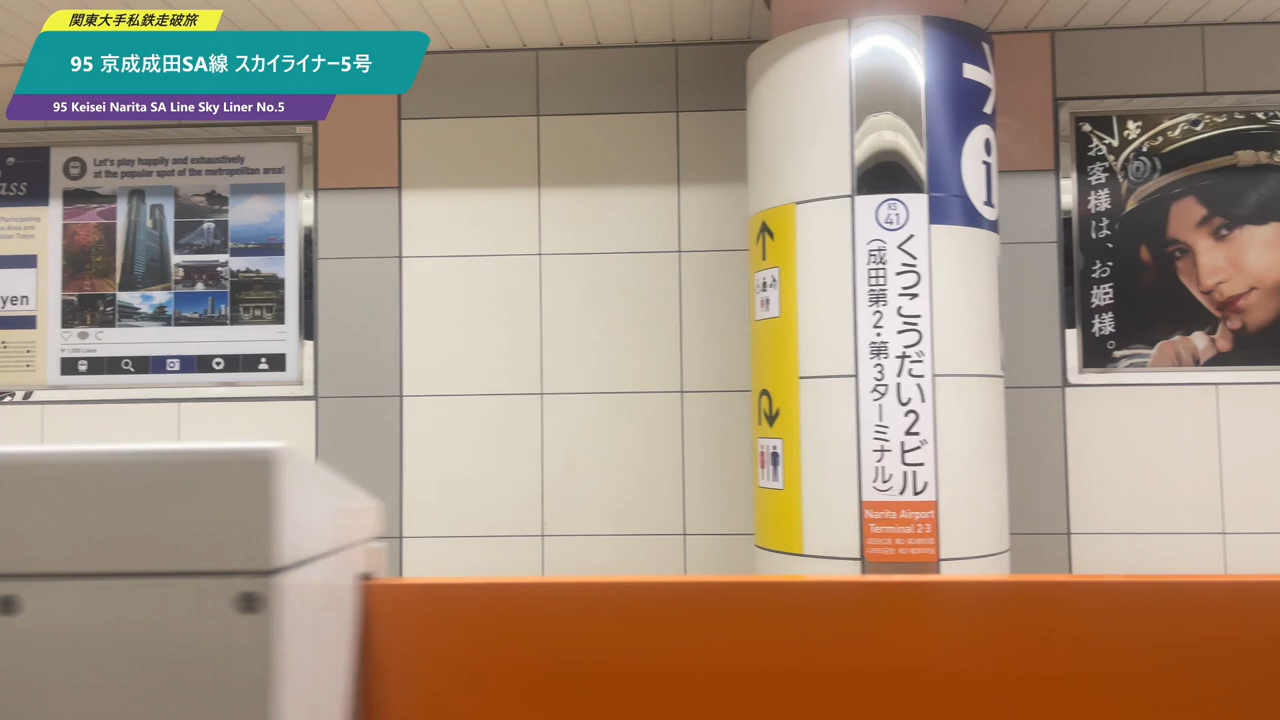 関東大手私鉄走破旅
95 京成成田SA線 スカイライナー5号
95 Keisei Narita SA Line Sky Liner No.5
ass
Participating
s Area and
yen
Let's play happily and exhaustively
at the popular spot of the metropolitan area!
i
KS
41
くうこうだい2ビル
(成田第2・第3ターミナル)
Narita Airport
Terminal 2·3
お客様は、お姫様。